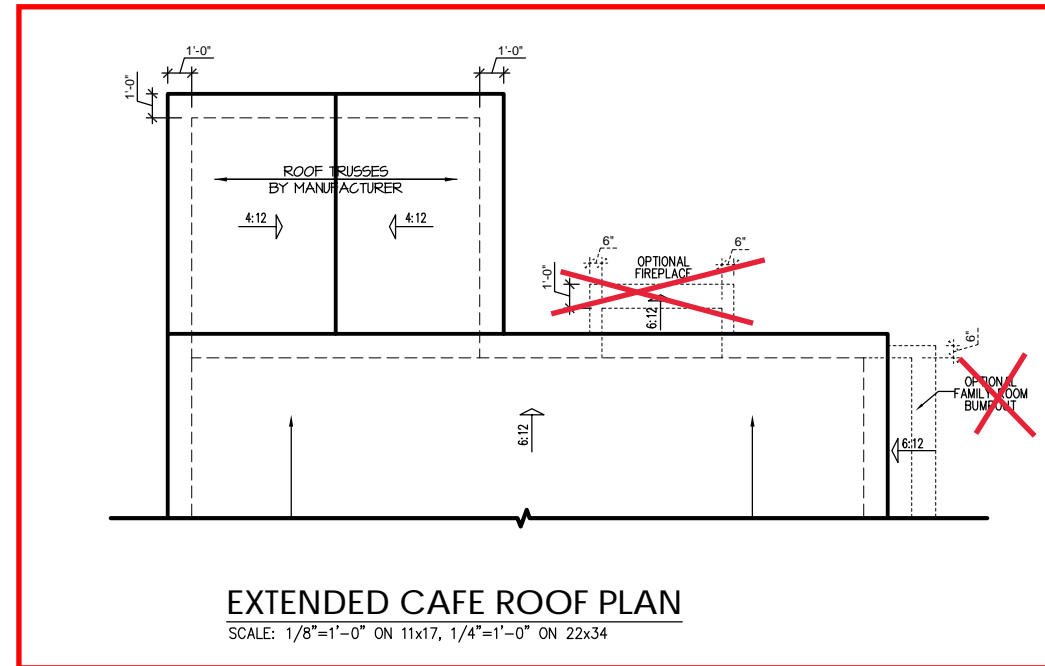 1'-0"
1'-0"
1'-0"
ROOF TRUSSES
BY MANUFACTURER
4:12
4:12
6"
6"
OPTIONAL
FIREPLACE
1'-0"
6:12
6"
OPTIONAL
FAMILY ROOM
BUMPOUT
6:12
6:12
EXTENDED CAFE ROOF PLAN
SCALE: 1/8"=1'-0" ON 11x17, 1/4"=1'-0" ON 22x34